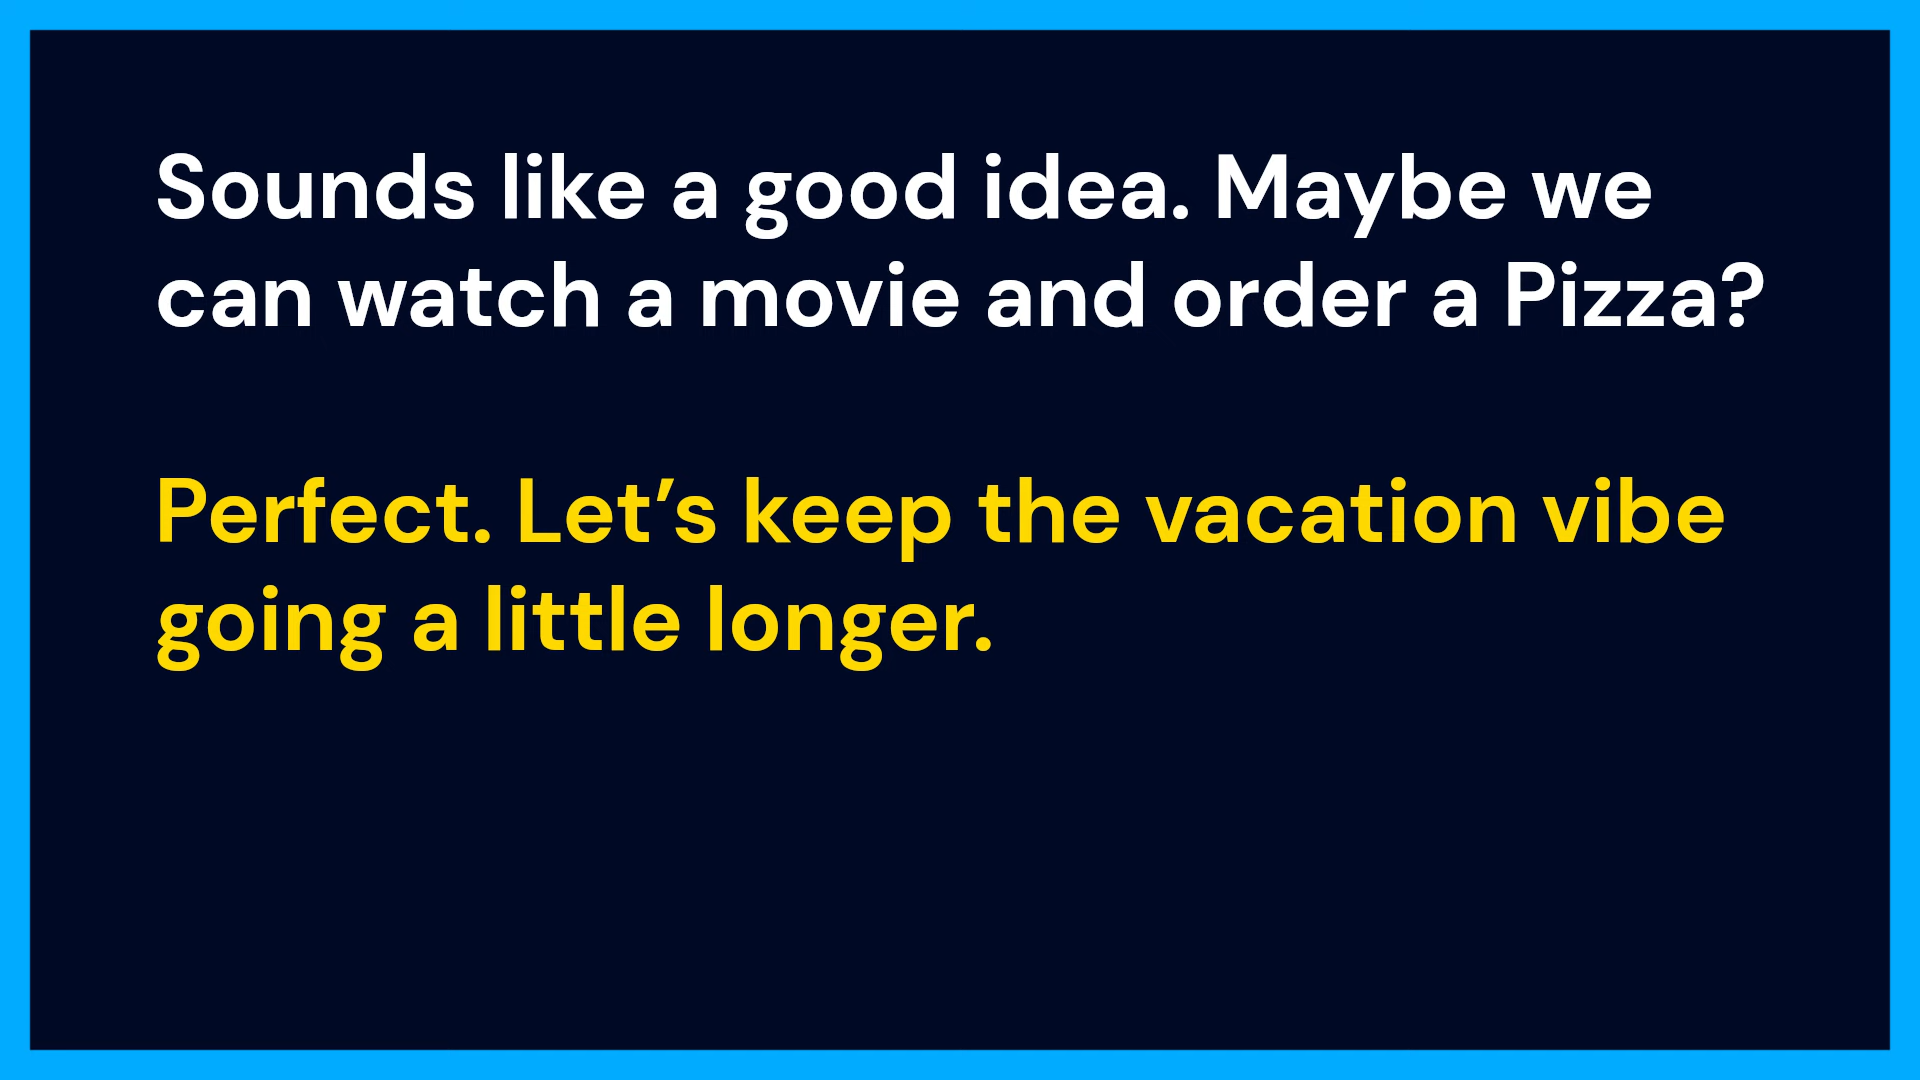 Sounds like a good idea. Maybe we
can watch a movie and order a Pizza?
Perfect. Let’s keep the vacation vibe
going a little longer.